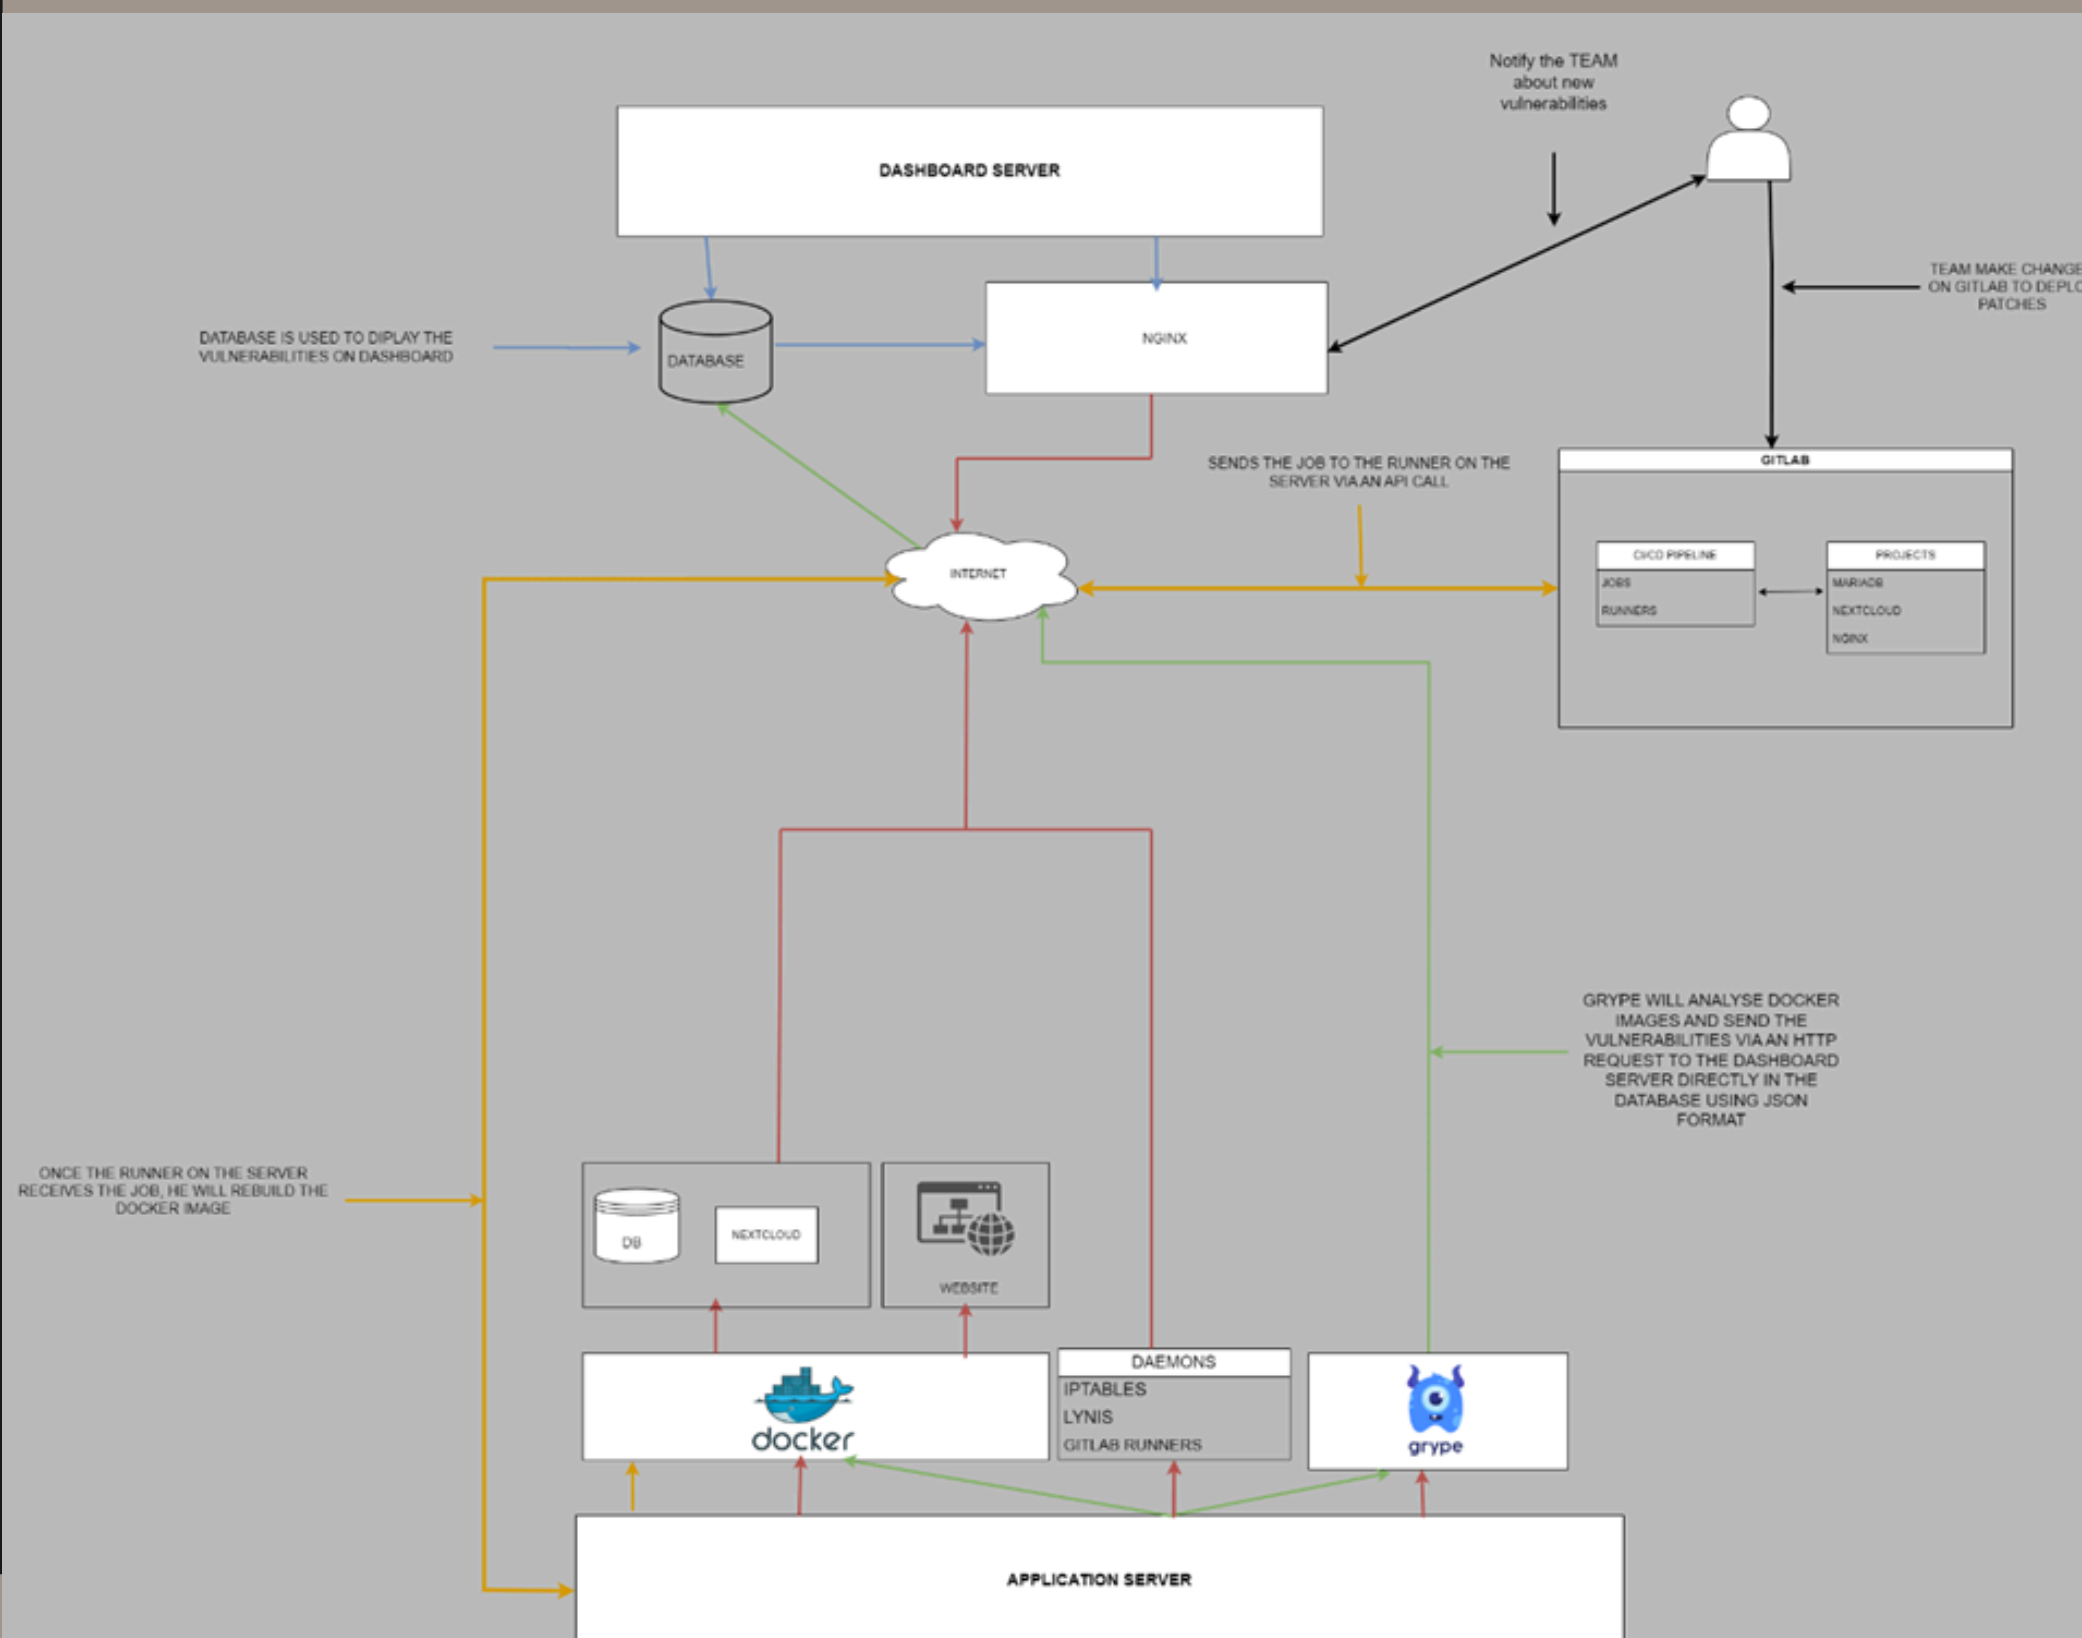 Notify the TEAM
about new
vulnerabilities
DASHBOARD SERVER
TEAM MAKE CHANGE
ON GITLAB TO DEPLO
PATCHES
DATABASE IS USED TO DIPLAY THE
VULNERABILITIES ON DASHBOARD
DATABASE
NGINX
SENDS THE JOB TO THE RUNNER ON THE
SERVER VIA AN API CALL
GITLAB
INTERNET
CI/CD PIPELINE
JOBS
RUNNERS
PROJECTS
MARIADB
NEXTCLOUD
NGINX
GRYPE WILL ANALYSE DOCKER
IMAGES AND SEND THE
VULNERABILITIES VIA AN HTTP
REQUEST TO THE DASHBOARD
SERVER DIRECTLY IN THE
DATABASE USING JSON
FORMAT
ONCE THE RUNNER ON THE SERVER
RECEIVES THE JOB, HE WILL REBUILD THE
DOCKER IMAGE
DB
NEXTCLOUD
WEBSITE
docker
DAEMONS
IPTABLES
LYNIS
GITLAB RUNNERS
grype
APPLICATION SERVER